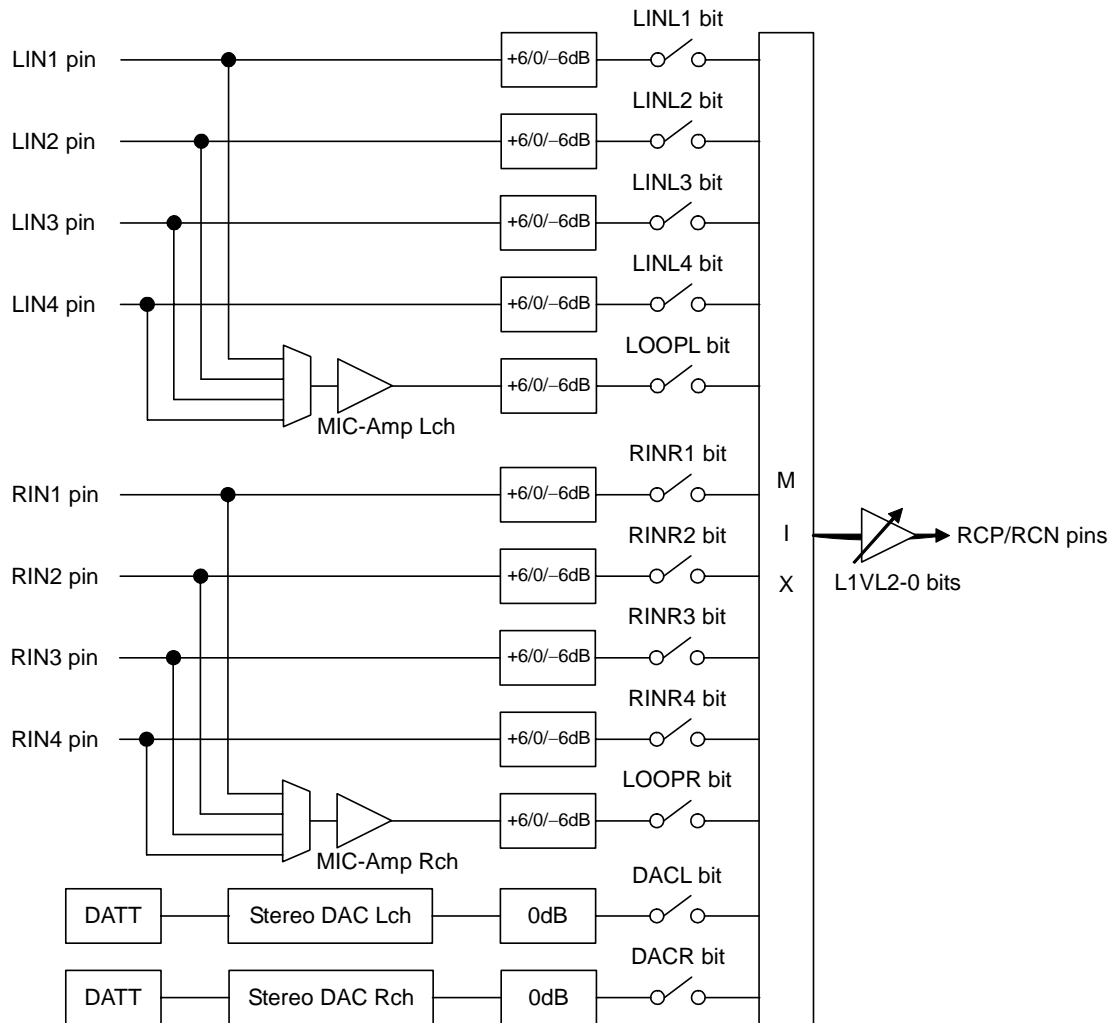 LINL1 bit
LIN1 pin
+6/0/−6dB
LINL2 bit
LIN2 pin
+6/0/−6dB
LINL3 bit
LIN3 pin
+6/0/−6dB
LINL4 bit
LIN4 pin
+6/0/−6dB
LOOPL bit
+6/0/−6dB
MIC-Amp Lch
RINR1 bit
RIN1 pin
+6/0/−6dB
RINR2 bit
RIN2 pin
+6/0/−6dB
RINR3 bit
RIN3 pin
+6/0/−6dB
RINR4 bit
RIN4 pin
+6/0/−6dB
LOOPR bit
+6/0/−6dB
MIC-Amp Rch
DACL bit
DATT
Stereo DAC Lch
0dB
DACR bit
DATT
Stereo DAC Rch
0dB
M
I
X
RCP/RCN pins
L1VL2-0 bits